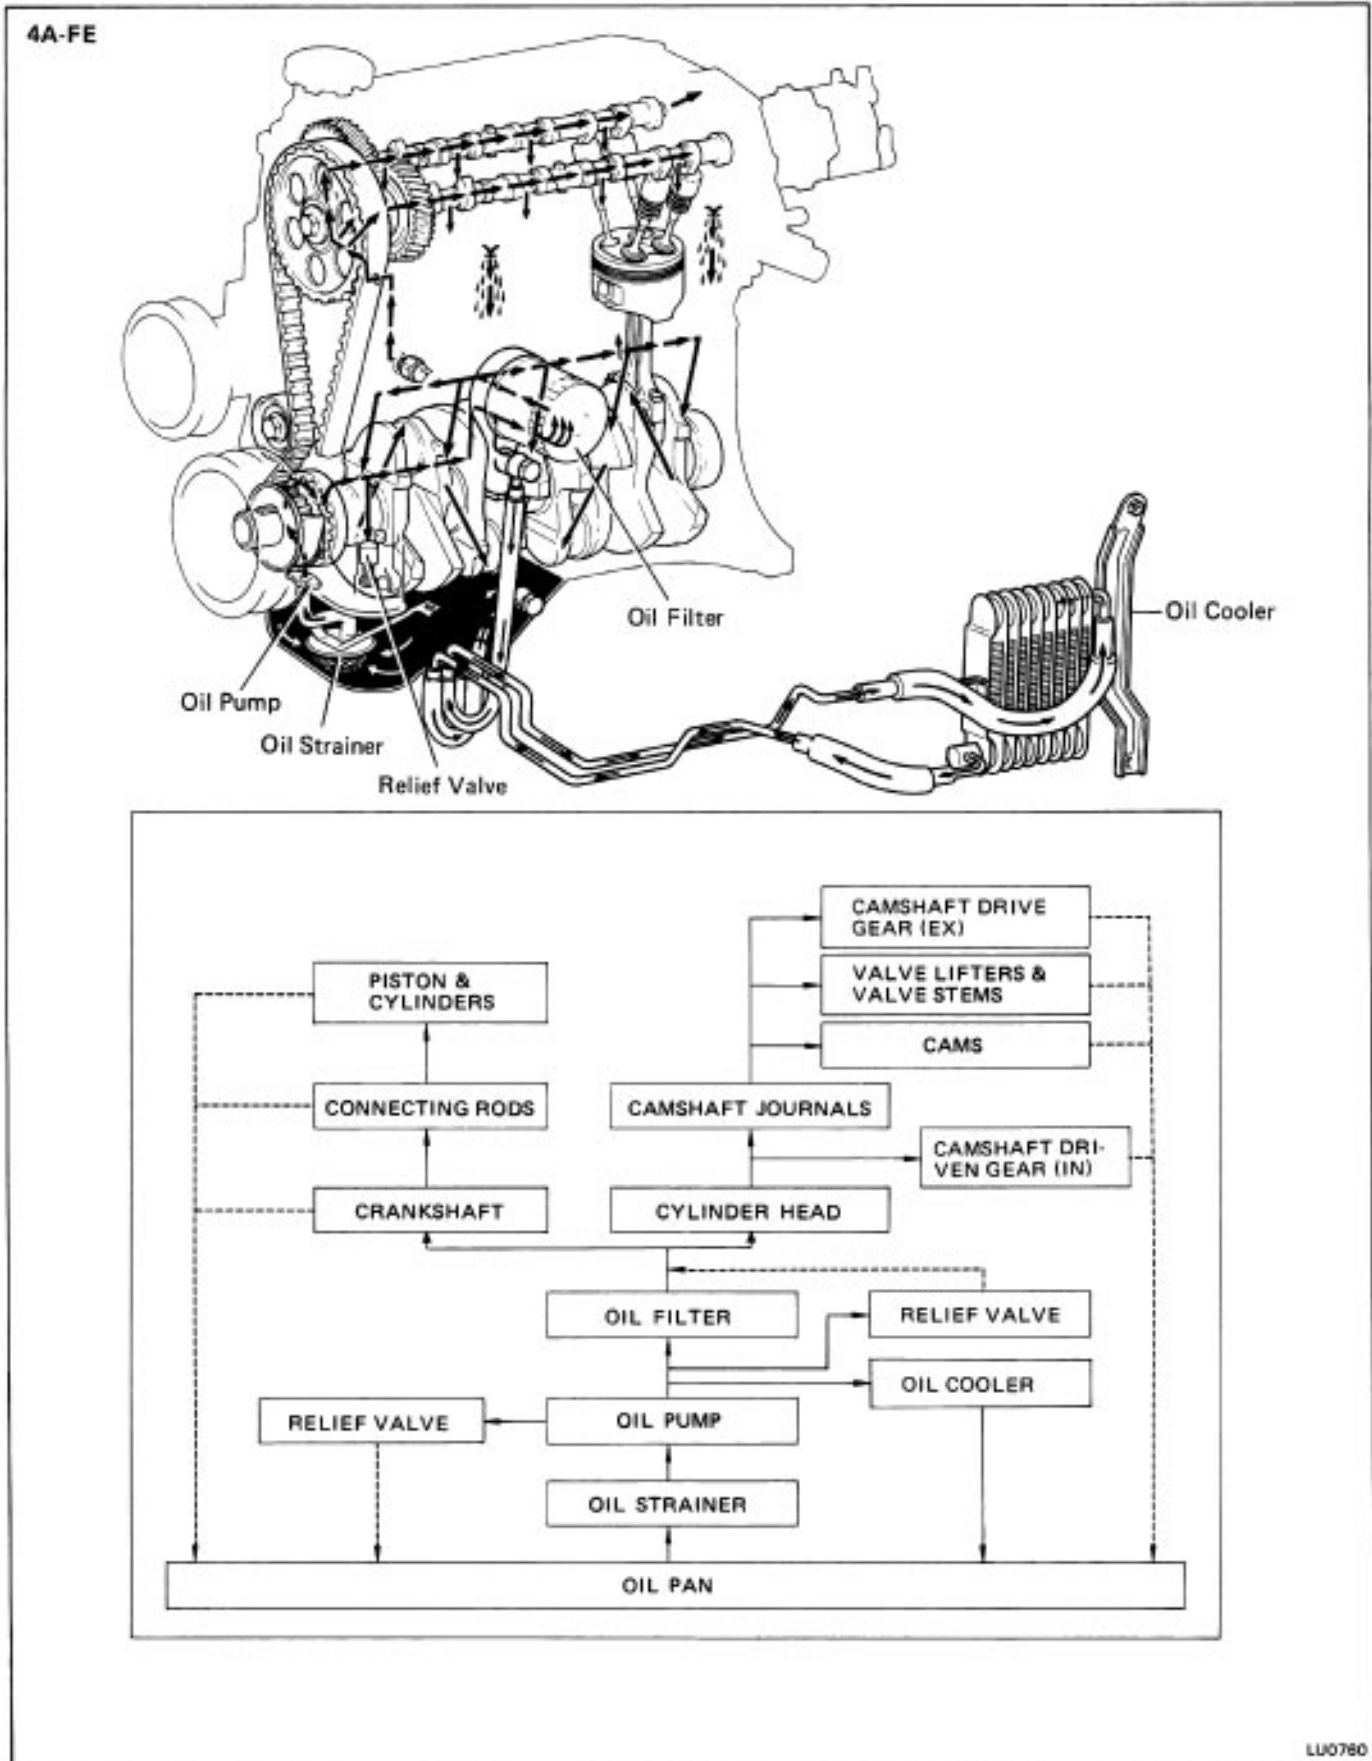 4A-FE
Oil Filter
Oil Cooler
Oil Pump
Oil Strainer
Relief Valve
CAMSHAFT DRIVE
GEAR (EX)
PISTON &
CYLINDERS
VALVE LIFTERS &
VALVE STEMS
CAMS
CONNECTING RODS
CAMSHAFT JOURNALS
CAMSHAFT DRI-
VEN GEAR (IN)
CRANKSHAFT
CYLINDER HEAD
OIL FILTER
RELIEF VALVE
OIL COOLER
RELIEF VALVE
OIL PUMP
OIL STRAINER
OIL PAN
LU0760